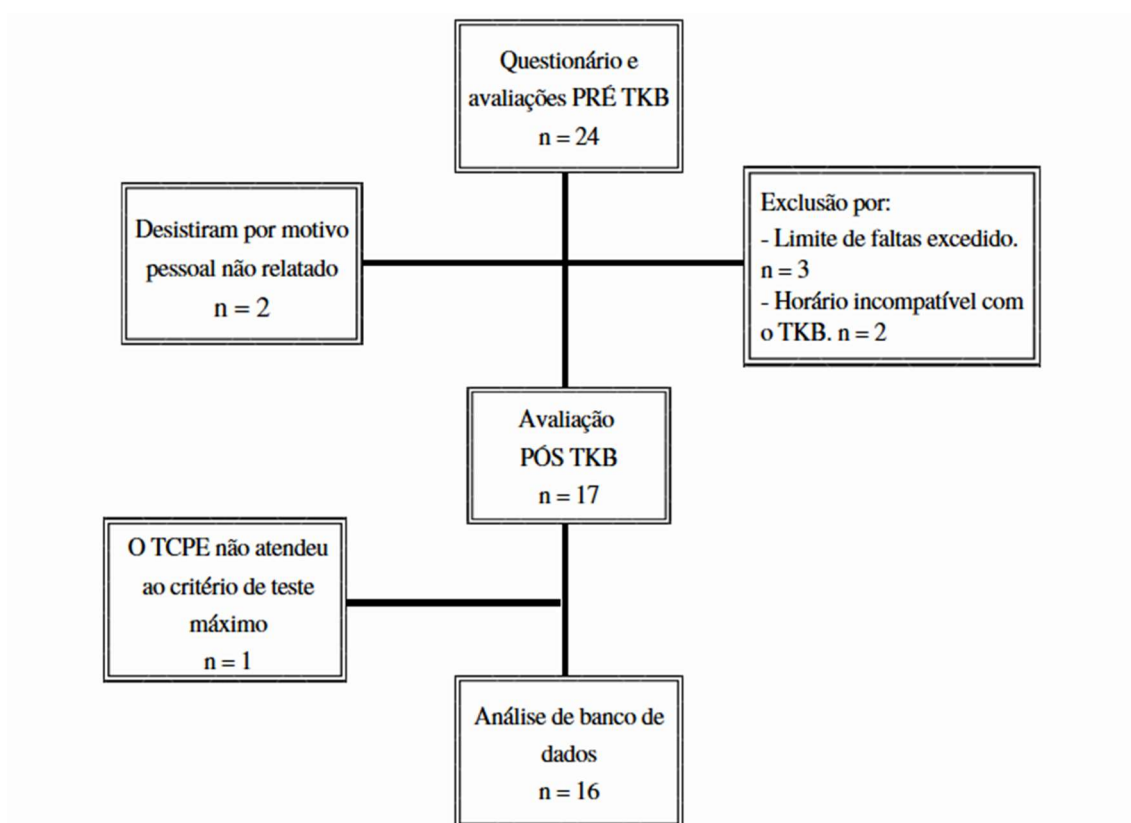 Questionário e
avaliações PRÉ TKB
n = 24
Desistiram por motivo
pessoal não relatado
n = 2
Exclusão por:
- Limite de faltas excedido.
n = 3
- Horário incompatível com
o TKB. n = 2
Avaliação
PÓS TKB
n = 17
O TCPE não atendeu
ao critério de teste
máximo
n = 1
Análise de banco de
dados
n = 16